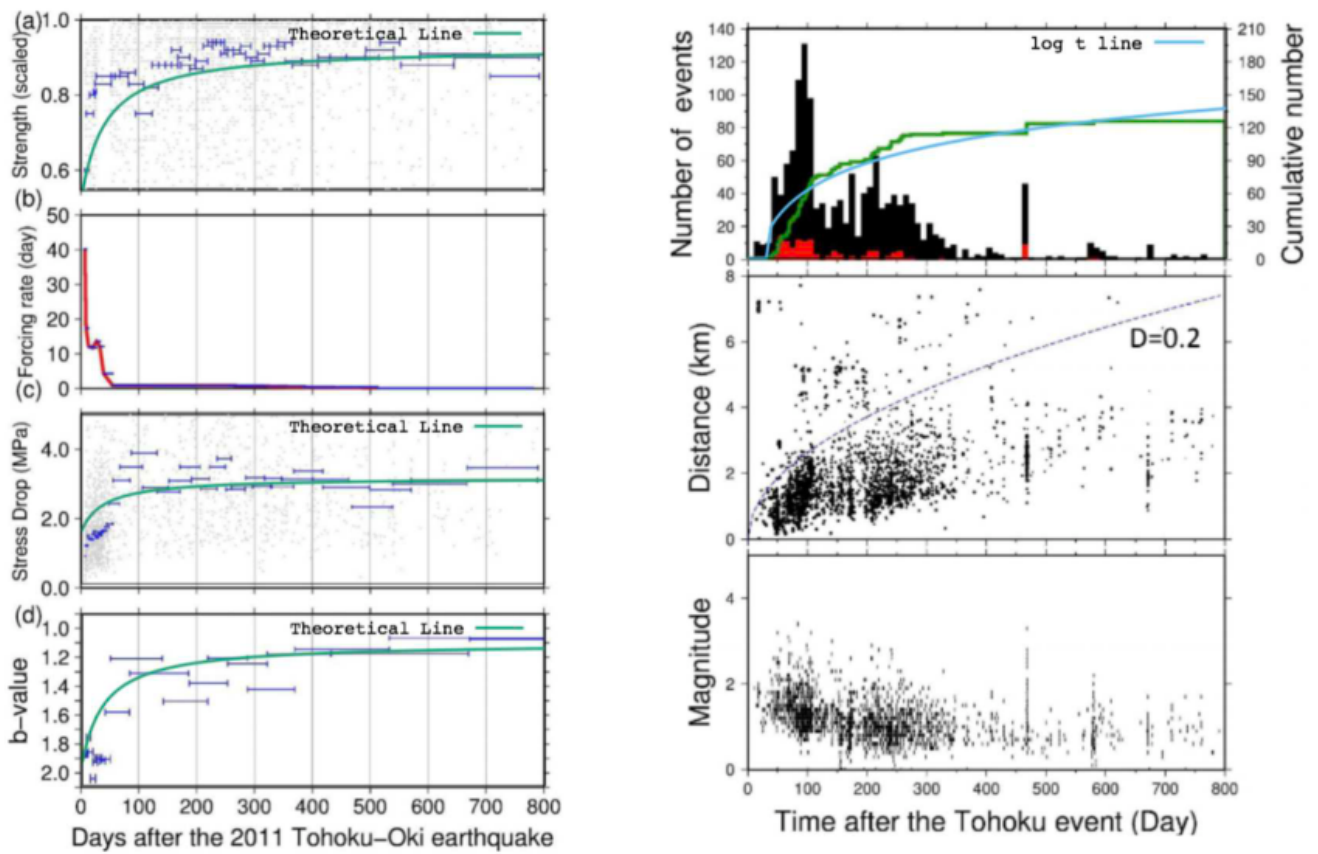 (a)
Strength (scaled)
1.0
0.8
0.6
Theoretical Line
(b)
Forcing rate (day)
50
40
30
20
10
0
(c)
Stress Drop (MPa)
4.0
2.0
0.0
Theoretical Line
(d)
b-value
1.0
1.2
1.4
1.6
1.8
2.0
Theoretical Line
0 100 200 300 400 500 600 700 800
Days after the 2011 Tohoku-Oki earthquake
Number of events
140
120
100
80
60
40
20
0
log t line
210
180
150
120
90
60
30
0
Cumulative number
Distance (km)
8
6
4
2
0
D=0.2
Magnitude
4
2
0
0 100 200 300 400 500 600 700 800
Time after the Tohoku event (Day)